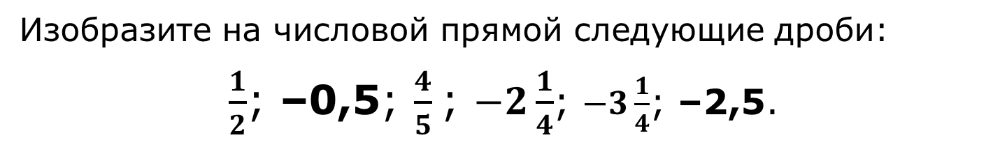 Изобразите на числовой прямой следующие дроби:
1/2; −0,5; 4/5 ; −2 1/4; −3 1/4; −2,5.